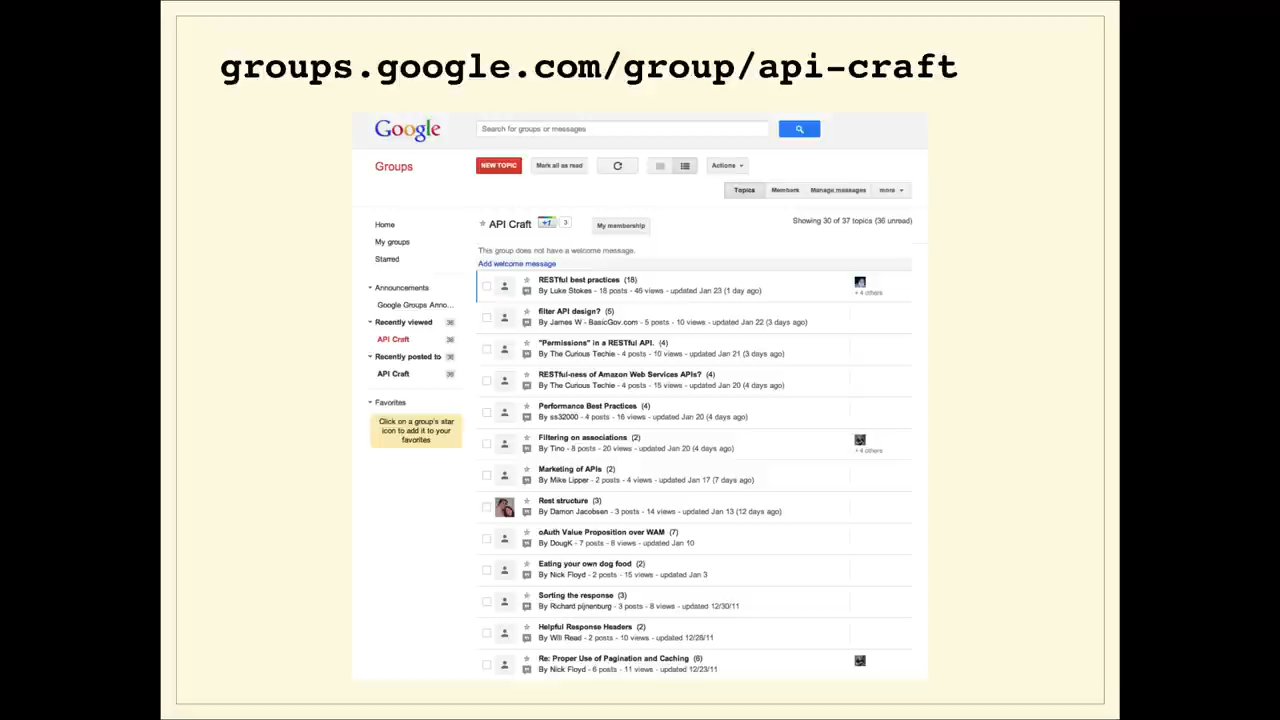 groups.google.com/group/api-craft
Google
Search for groups or messages
Groups
NEW TOPIC
Mark all as read
Actions
Topics
Members
Manage messages
more
Home
My groups
Starred
Announcements
Google Groups Anno...
Recently viewed 36
API Craft 36
Recently posted to 36
API Craft 36
Favorites
Click on a group's star
icon to add it to your
favorites
API Craft +1 3
My membership
Showing 30 of 37 topics (36 unread)
This group does not have a welcome message.
Add welcome message
RESTful best practices (18)
By Luke Stokes - 18 posts - 46 views - updated Jan 23 (1 day ago)
+ 4 others
filter API design? (5)
By James W - BasicGov.com - 5 posts - 10 views - updated Jan 22 (3 days ago)
"Permissions" in a RESTful API. (4)
By The Curious Techie - 4 posts - 10 views - updated Jan 21 (3 days ago)
RESTful-ness of Amazon Web Services APIs? (4)
By The Curious Techie - 4 posts - 15 views - updated Jan 20 (4 days ago)
Performance Best Practices (4)
By ss32000 - 4 posts - 16 views - updated Jan 20 (4 days ago)
Filtering on associations (2)
By Tino - 8 posts - 20 views - updated Jan 20 (4 days ago)
+ 4 others
Marketing of APIs (2)
By Mike Lipper - 2 posts - 4 views - updated Jan 17 (7 days ago)
Rest structure (3)
By Damon Jacobsen - 3 posts - 14 views - updated Jan 13 (12 days ago)
oAuth Value Proposition over WAM (7)
By DougK - 7 posts - 8 views - updated Jan 10
Eating your own dog food (2)
By Nick Floyd - 2 posts - 15 views - updated Jan 3
Sorting the response (3)
By Richard pijnenburg - 3 posts - 8 views - updated 12/30/11
Helpful Response Headers (2)
By Will Read - 2 posts - 10 views - updated 12/28/11
Re: Proper Use of Pagination and Caching (6)
By Nick Floyd - 6 posts - 11 views - updated 12/23/11